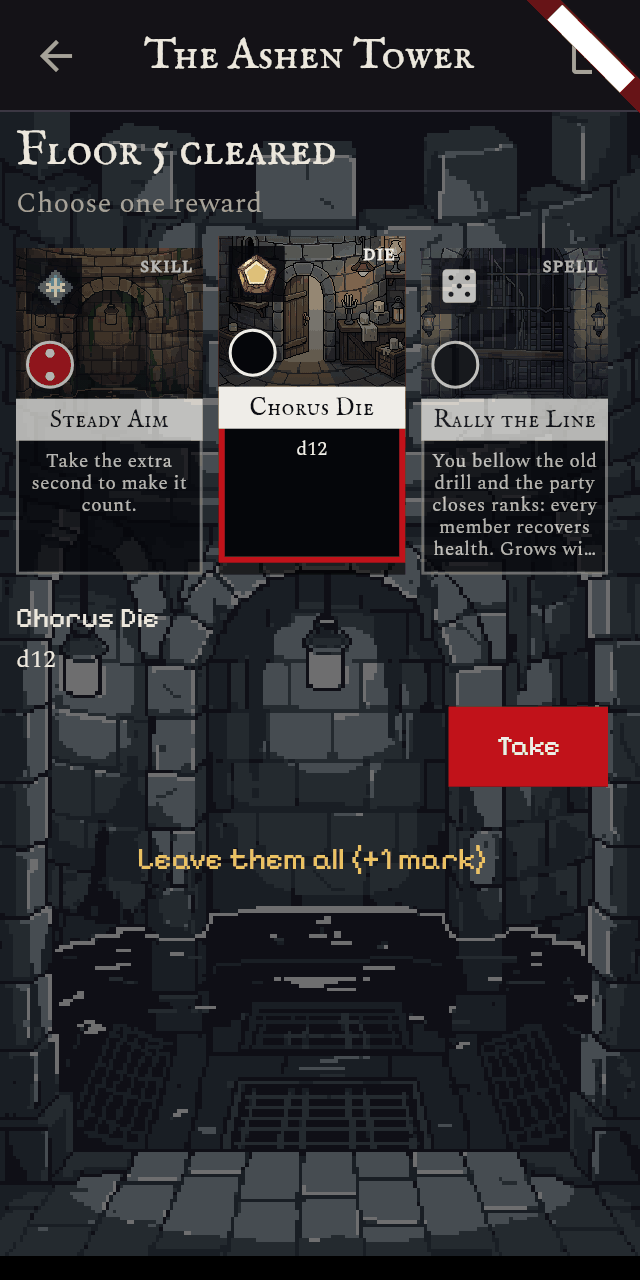 The Ashen Tower
Floor 5 cleared
Choose one reward
SKILL
DIE
SPELL
Steady Aim
Chorus Die
Rally the Line
Take the extra
second to make it
count.
d12
You bellow the old
drill and the party
closes ranks: every
member recovers
health. Grows wi...
Chorus Die
d12
Take
Leave them all (+1 mark)